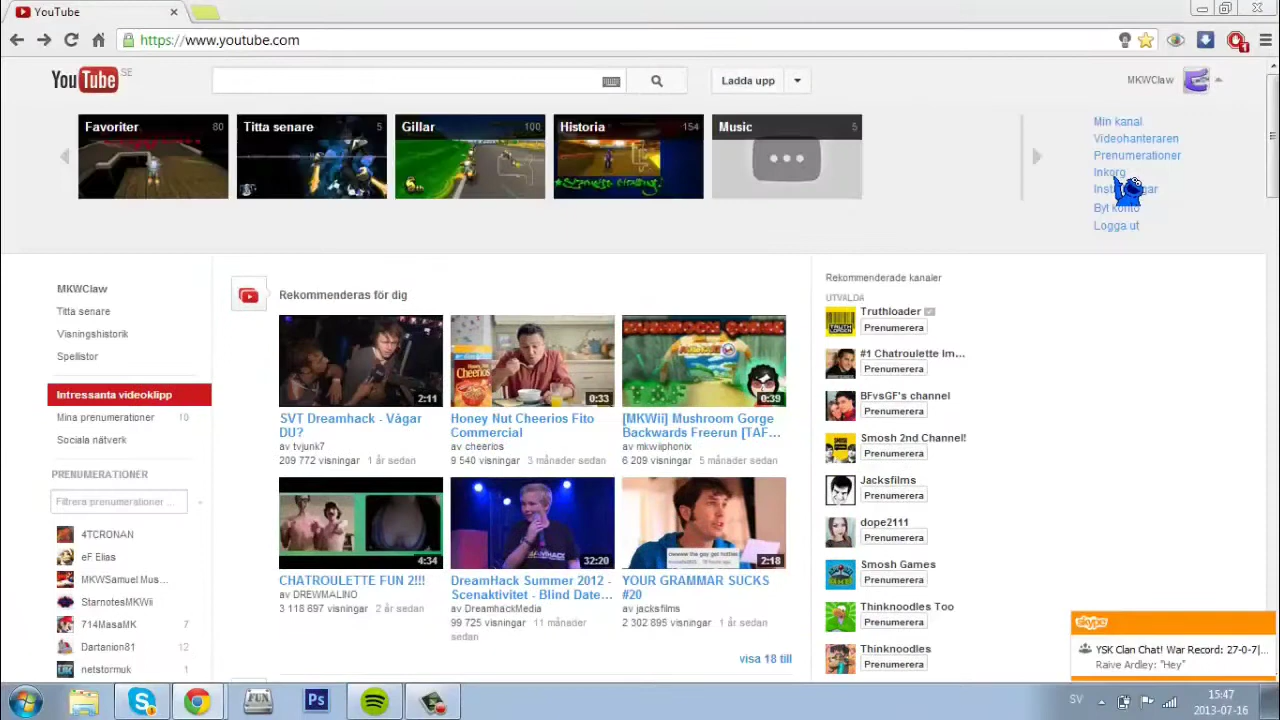 YouTube
https://www.youtube.com
YouTube SE
Ladda upp
MKWClaw
Favoriter 80
Titta senare 5
Gillar 100
Historia 154
Music 5
Min kanal
Videohanteraren
Prenumerationer
Inkorg
Byt konto
Logga ut
MKWClaw
Titta senare
Visningshistorik
Spellistor
Intressanta videoklipp
Mina prenumerationer 10
Sociala nätverk
PRENUMERATIONER
Filtrera prenumerationer ...
4TCRONAN
eF Elias
MKWSamuel Mus...
StarnotesMKWii
714MasaMK 7
Dartanion81 12
netstormuk 1
Rekommenderas för dig
2:11
SVT Dreamhack - Vågar
DU?
av tvjunk7
209 772 visningar 1 år sedan
0:33
Honey Nut Cheerios Fito
Commercial
av cheerios
9 540 visningar 3 månader sedan
0:39
[MKWii] Mushroom Gorge
Backwards Freerun [TAF...
av mkwiiphonix
6 209 visningar 5 månader sedan
4:34
CHATROULETTE FUN 2!!!
av DREWMALINO
3 118 697 visningar 2 år sedan
32:20
DreamHack Summer 2012 -
Scenaktivitet - Blind Date...
av DreamhackMedia
99 725 visningar 11 månader
sedan
2:18
YOUR GRAMMAR SUCKS
#20
av jacksfilms
2 302 895 visningar 1 år sedan
visa 18 till
Rekommenderade kanaler
UTVALDA
Truthloader
Prenumerera
#1 Chatroulette Im...
Prenumerera
BFvsGF's channel
Prenumerera
Smosh 2nd Channel!
Prenumerera
Jacksfilms
Prenumerera
dope2111
Prenumerera
Smosh Games
Prenumerera
Thinknoodles Too
Prenumerera
Thinknoodles
Prenumerera
skype
YSK Clan Chat! War Record: 27-0-7|...
Raive Ardley: "Hey"
FUN
Ps
SV
15:47
2013-07-16